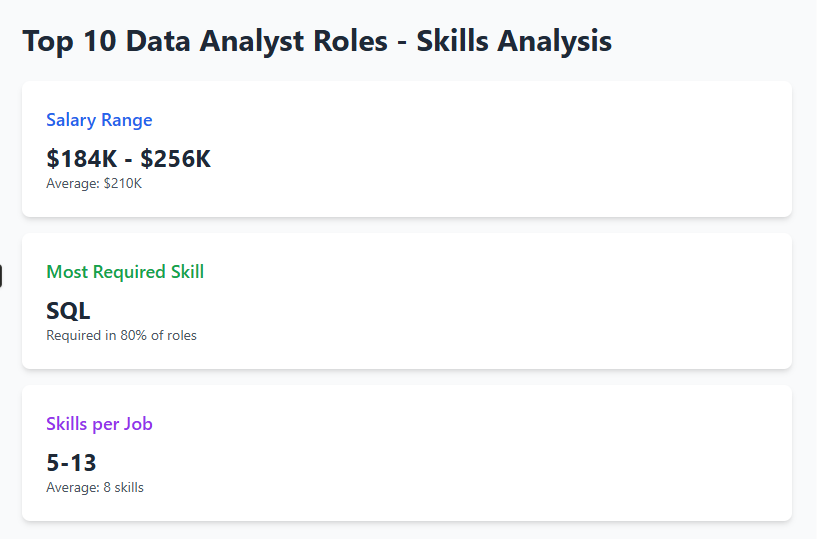 Top 10 Data Analyst Roles - Skills Analysis
Salary Range
$184K - $256K
Average: $210K
Most Required Skill
SQL
Required in 80% of roles
Skills per Job
5-13
Average: 8 skills